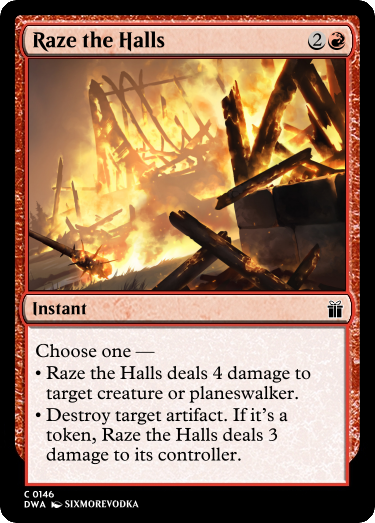 Raze the Halls 2
Instant
Choose one —
• Raze the Halls deals 4 damage to
target creature or planeswalker.
• Destroy target artifact. If it's a
token, Raze the Halls deals 3
damage to its controller.
C 0146
DWA SIXMOREVODKA